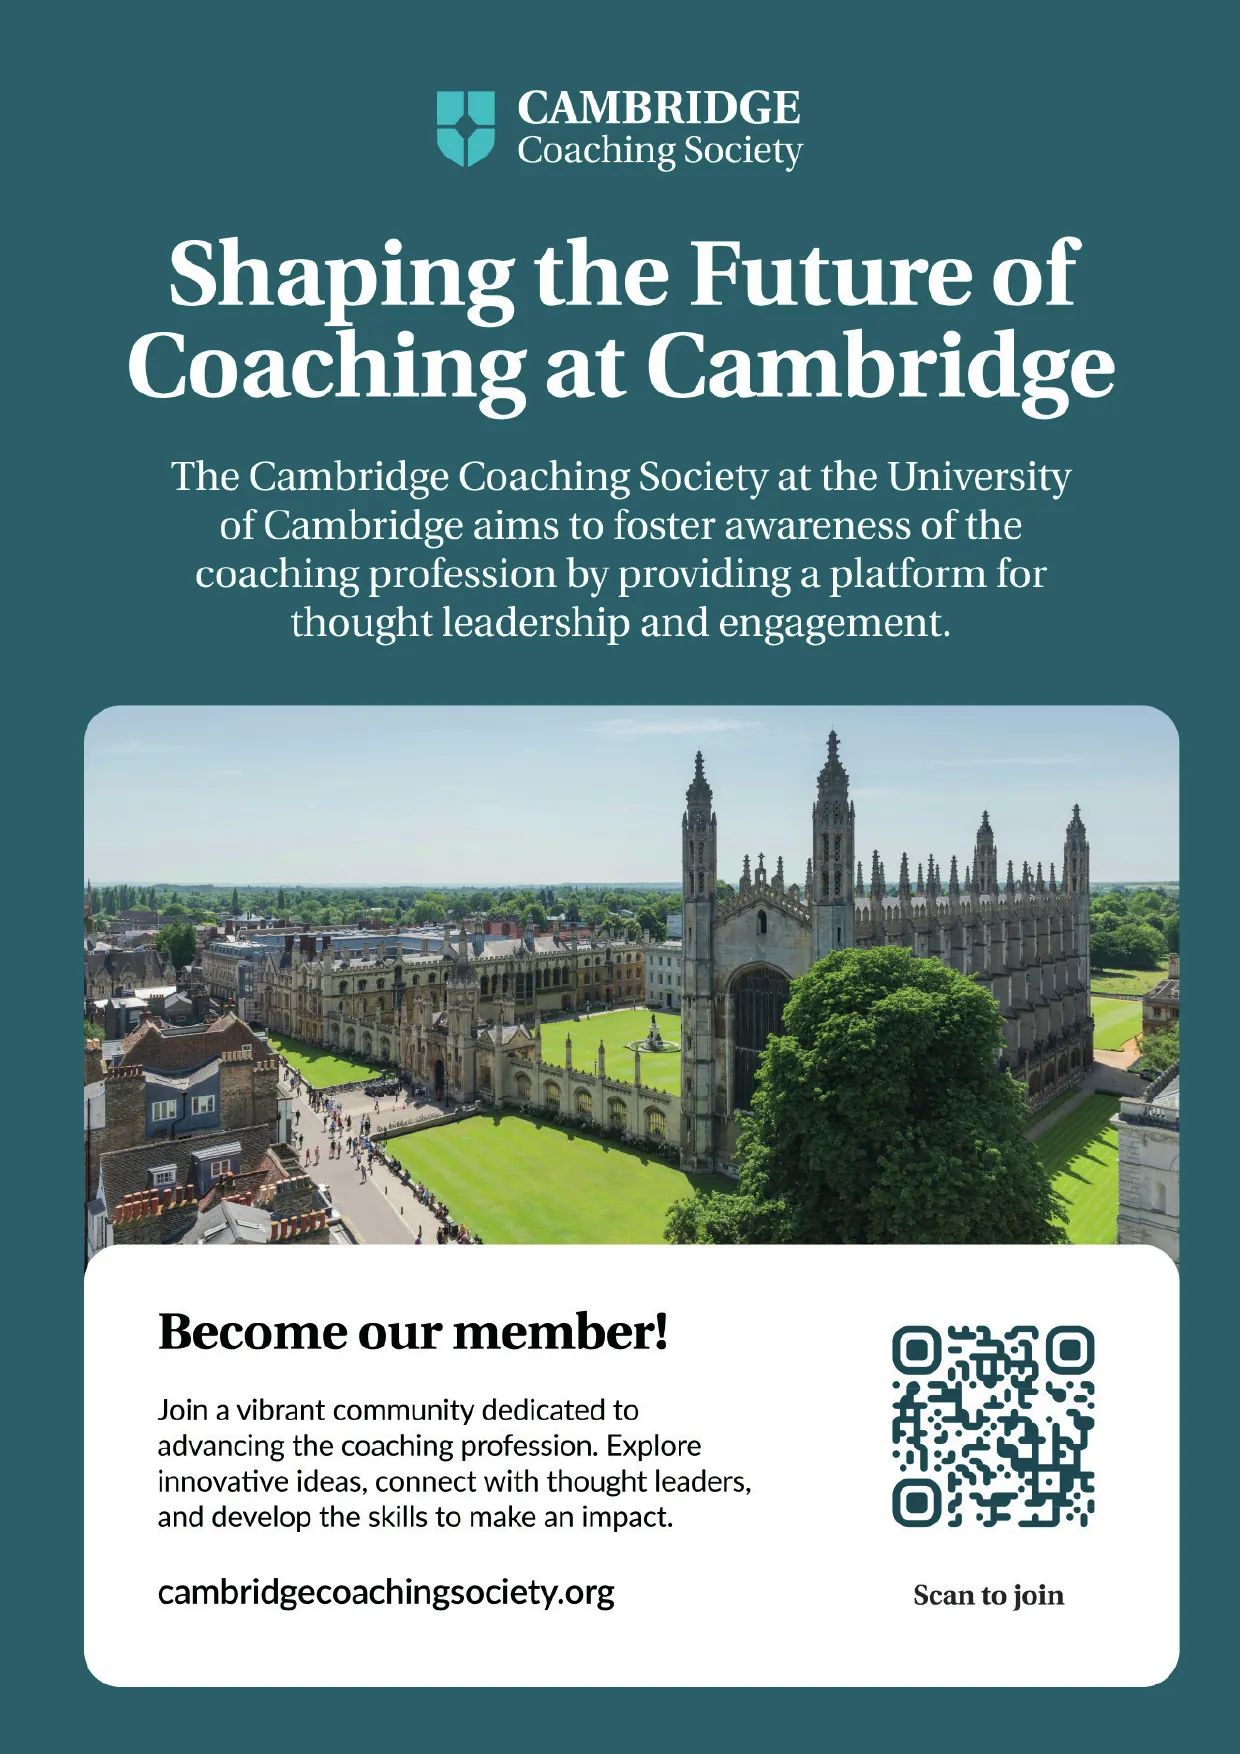 CAMBRIDGE
Coaching Society
Shaping the Future of
Coaching at Cambridge
The Cambridge Coaching Society at the University
of Cambridge aims to foster awareness of the
coaching profession by providing a platform for
thought leadership and engagement.
Become our member!
Join a vibrant community dedicated to
advancing the coaching profession. Explore
innovative ideas, connect with thought leaders,
and develop the skills to make an impact.
cambridgecoachingsociety.org
Scan to join